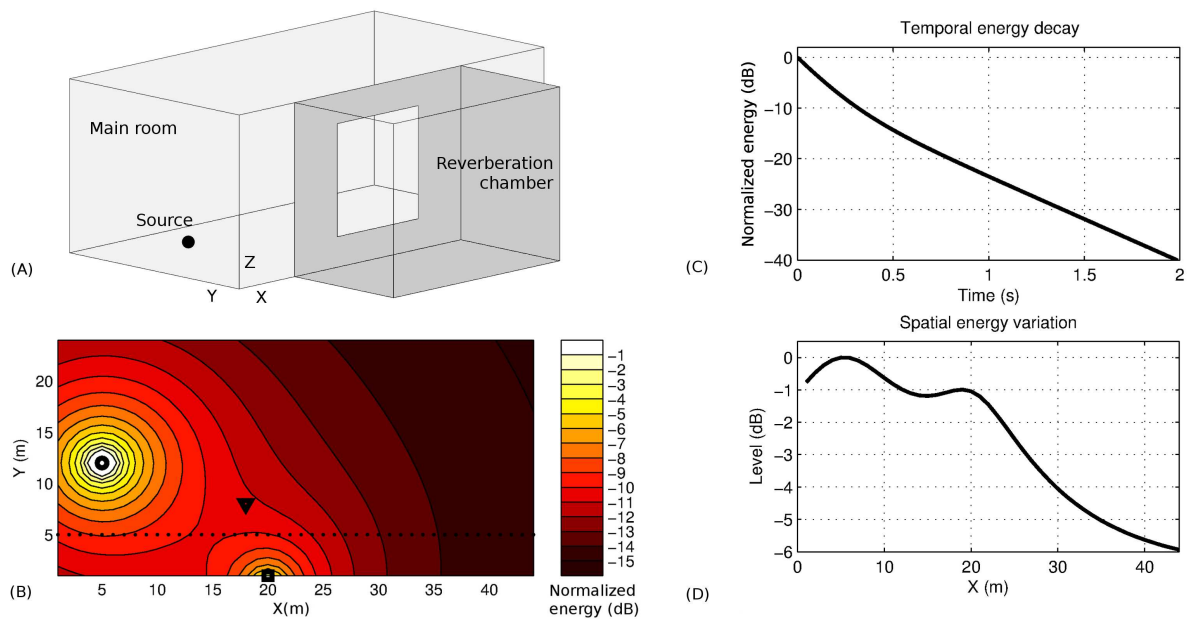 Main room
Reverberation
chamber
Source
Z
Y
X
(A)
Temporal energy decay
Normalized energy (dB)
0
−10
−20
−30
−40
0
0.5
1
1.5
2
Time (s)
(C)
20
15
10
5
Y (m)
5
10
15
20
25
30
35
40
X(m)
(B)
−1
−2
−3
−4
−5
−6
−7
−8
−9
−10
−11
−12
−13
−14
−15
Normalized
energy (dB)
Spatial energy variation
Level (dB)
0
−1
−2
−3
−4
−5
−6
0
10
20
30
40
X (m)
(D)